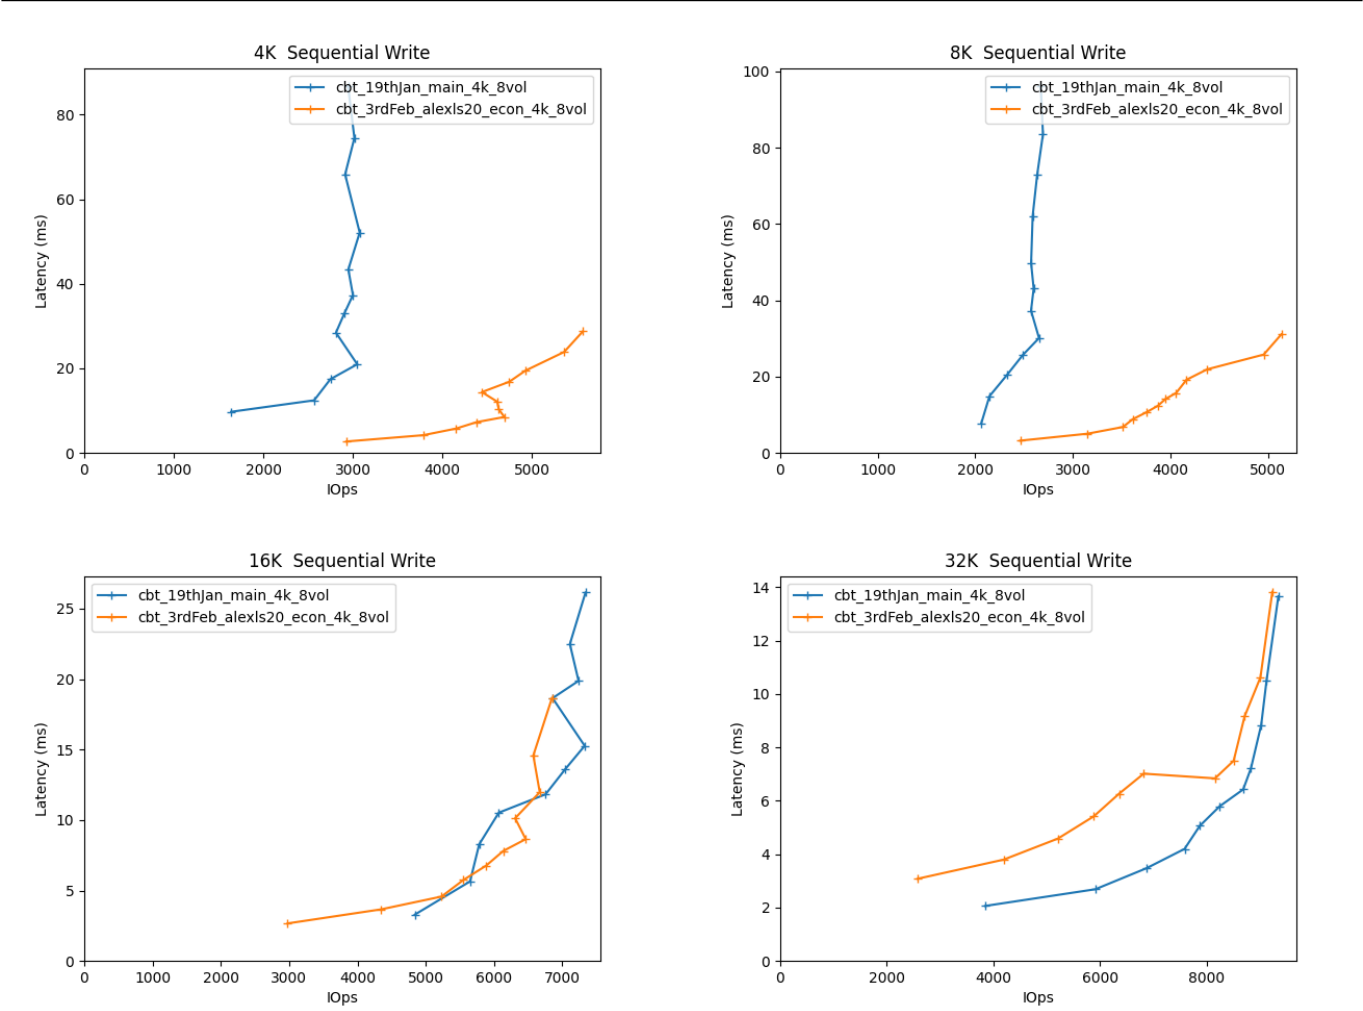 4K  Sequential Write
cbt_19thJan_main_4k_8vol
cbt_3rdFeb_alexls20_econ_4k_8vol
80
60
40
20
0
Latency (ms)
0 1000 2000 3000 4000 5000
IOps
8K  Sequential Write
cbt_19thJan_main_4k_8vol
cbt_3rdFeb_alexls20_econ_4k_8vol
100
80
60
40
20
0
Latency (ms)
0 1000 2000 3000 4000 5000
IOps
16K  Sequential Write
cbt_19thJan_main_4k_8vol
cbt_3rdFeb_alexls20_econ_4k_8vol
25
20
15
10
5
0
Latency (ms)
0 1000 2000 3000 4000 5000 6000 7000
IOps
32K  Sequential Write
cbt_19thJan_main_4k_8vol
cbt_3rdFeb_alexls20_econ_4k_8vol
14
12
10
8
6
4
2
0
Latency (ms)
0 2000 4000 6000 8000
IOps